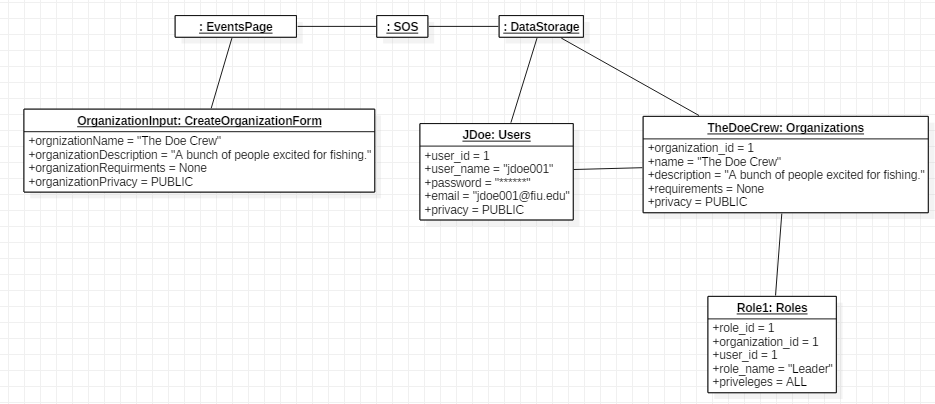 : EventsPage
: SOS
: DataStorage
OrganizationInput: CreateOrganizationForm
+orgnizationName = "The Doe Crew"
+organizationDescription = "A bunch of people excited for fishing."
+organizationRequirments = None
+organizationPrivacy = PUBLIC
JDoe: Users
+user_id = 1
+user_name = "jdoe001"
+password = "******"
+email = "jdoe001@fiu.edu"
+privacy = PUBLIC
TheDoeCrew: Organizations
+organization_id = 1
+name = "The Doe Crew"
+description = "A bunch of people excited for fishing."
+requirements = None
+privacy = PUBLIC
Role1: Roles
+role_id = 1
+organization_id = 1
+user_id = 1
+role_name = "Leader"
+priveleges = ALL